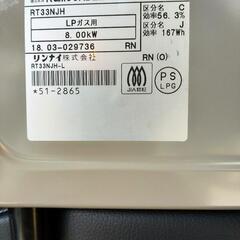 RT33NJH
LPガス用
8.00kW
18.03-029736 RN
リンナイ株式会社
RT33NJH-L
*51-2865
区分名 C
効率56.3%
区分名 J
効率 167Wh
RN(O)
JIA認証
PS
LPG